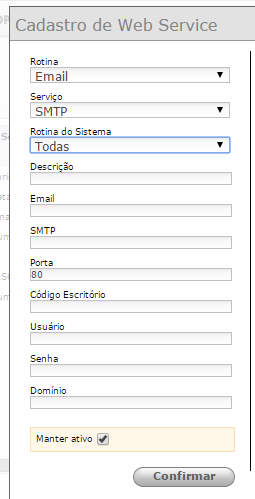 Cadastro de Web Service
Rotina
Email
Serviço
SMTP
Rotina do Sistema
Todas
Descrição
Email
SMTP
Porta
80
Código Escritório
Usuário
Senha
Domínio
Manter ativo
Confirmar